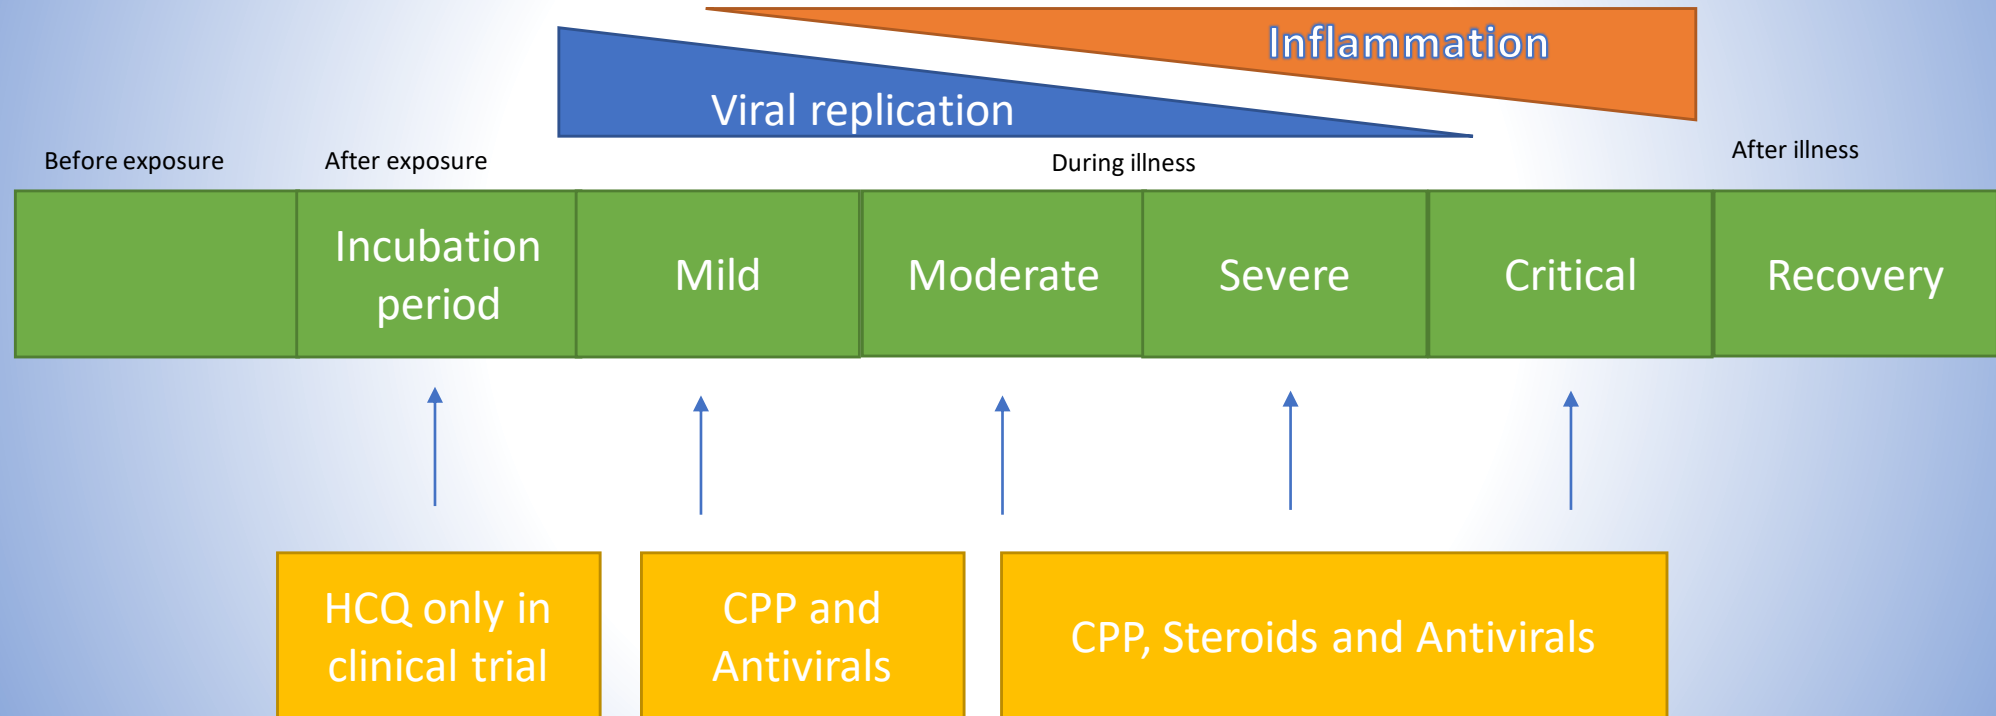 Inflammation
Viral replication
Before exposure
After exposure
During illness
After illness
Incubation
period
Mild
Moderate
Severe
Critical
Recovery
HCQ only in
clinical trial
CPP and
Antivirals
CPP, Steroids and Antivirals